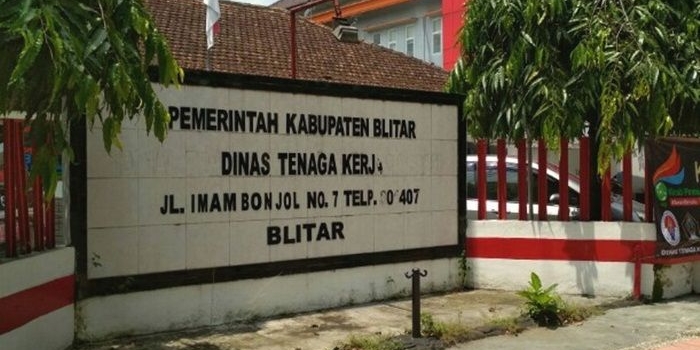 PEMERINTAH KABUPATEN BLITAR
DINAS TENAGA KERJA
JL. IMAM BONJOL NO. 7 TELP.
BLITAR